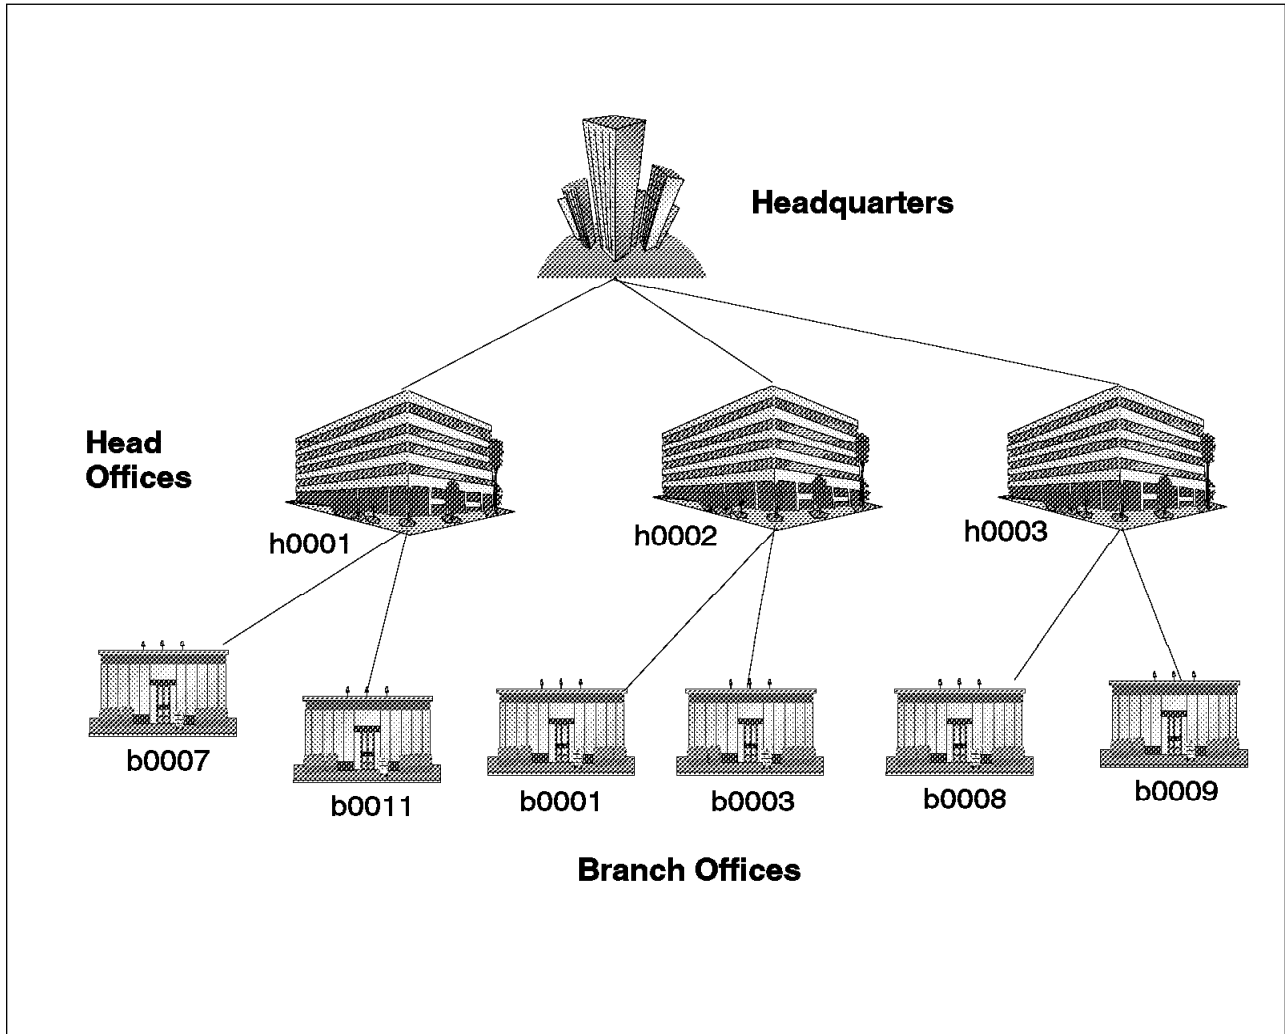 Headquarters
Head
Offices
h0001
h0002
h0003
b0007
b0011
b0001
b0003
b0008
b0009
Branch Offices